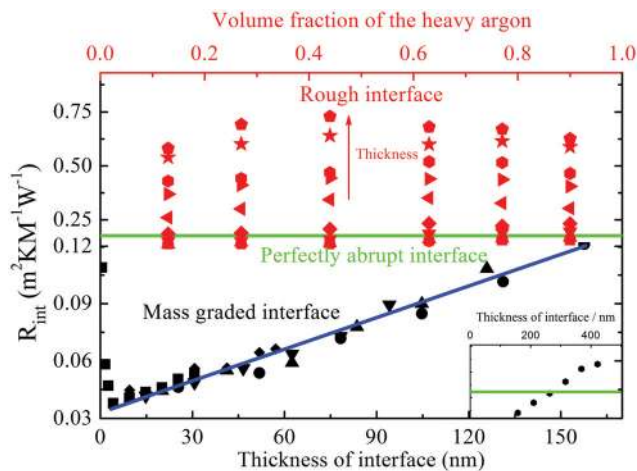 Volume fraction of the heavy argon
0.0 0.2 0.4 0.6 0.8 1.0
Rough interface
0.75
Thickness
0.50
0.25
0.12
Perfectly abrupt interface
R_int (m²KM⁻¹W⁻¹)
Mass graded interface
0.09
Thickness of interface / nm
0 200 400
0.06
0.03
0 30 60 90 120 150
Thickness of interface (nm)